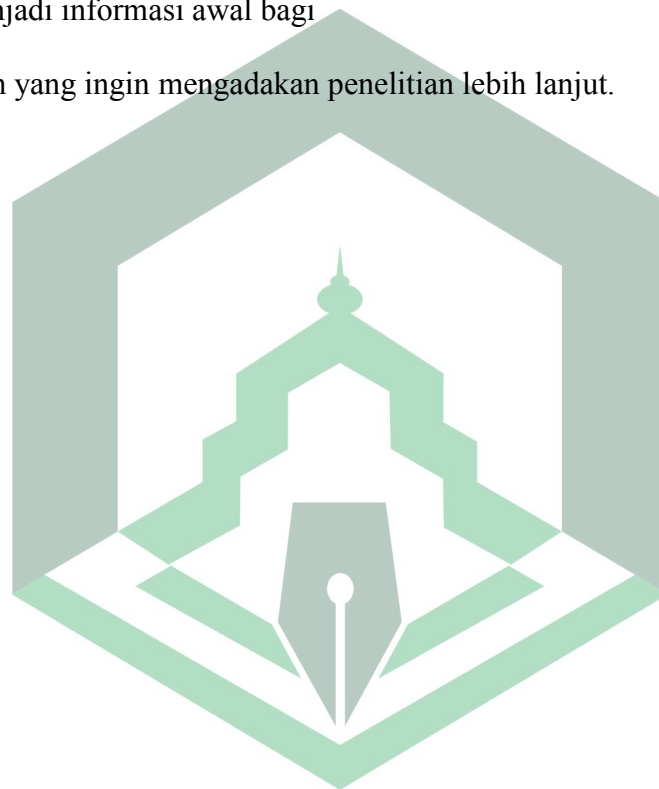 jadi informasi awal bagi
yang ingin mengadakan penelitian lebih lanjut.